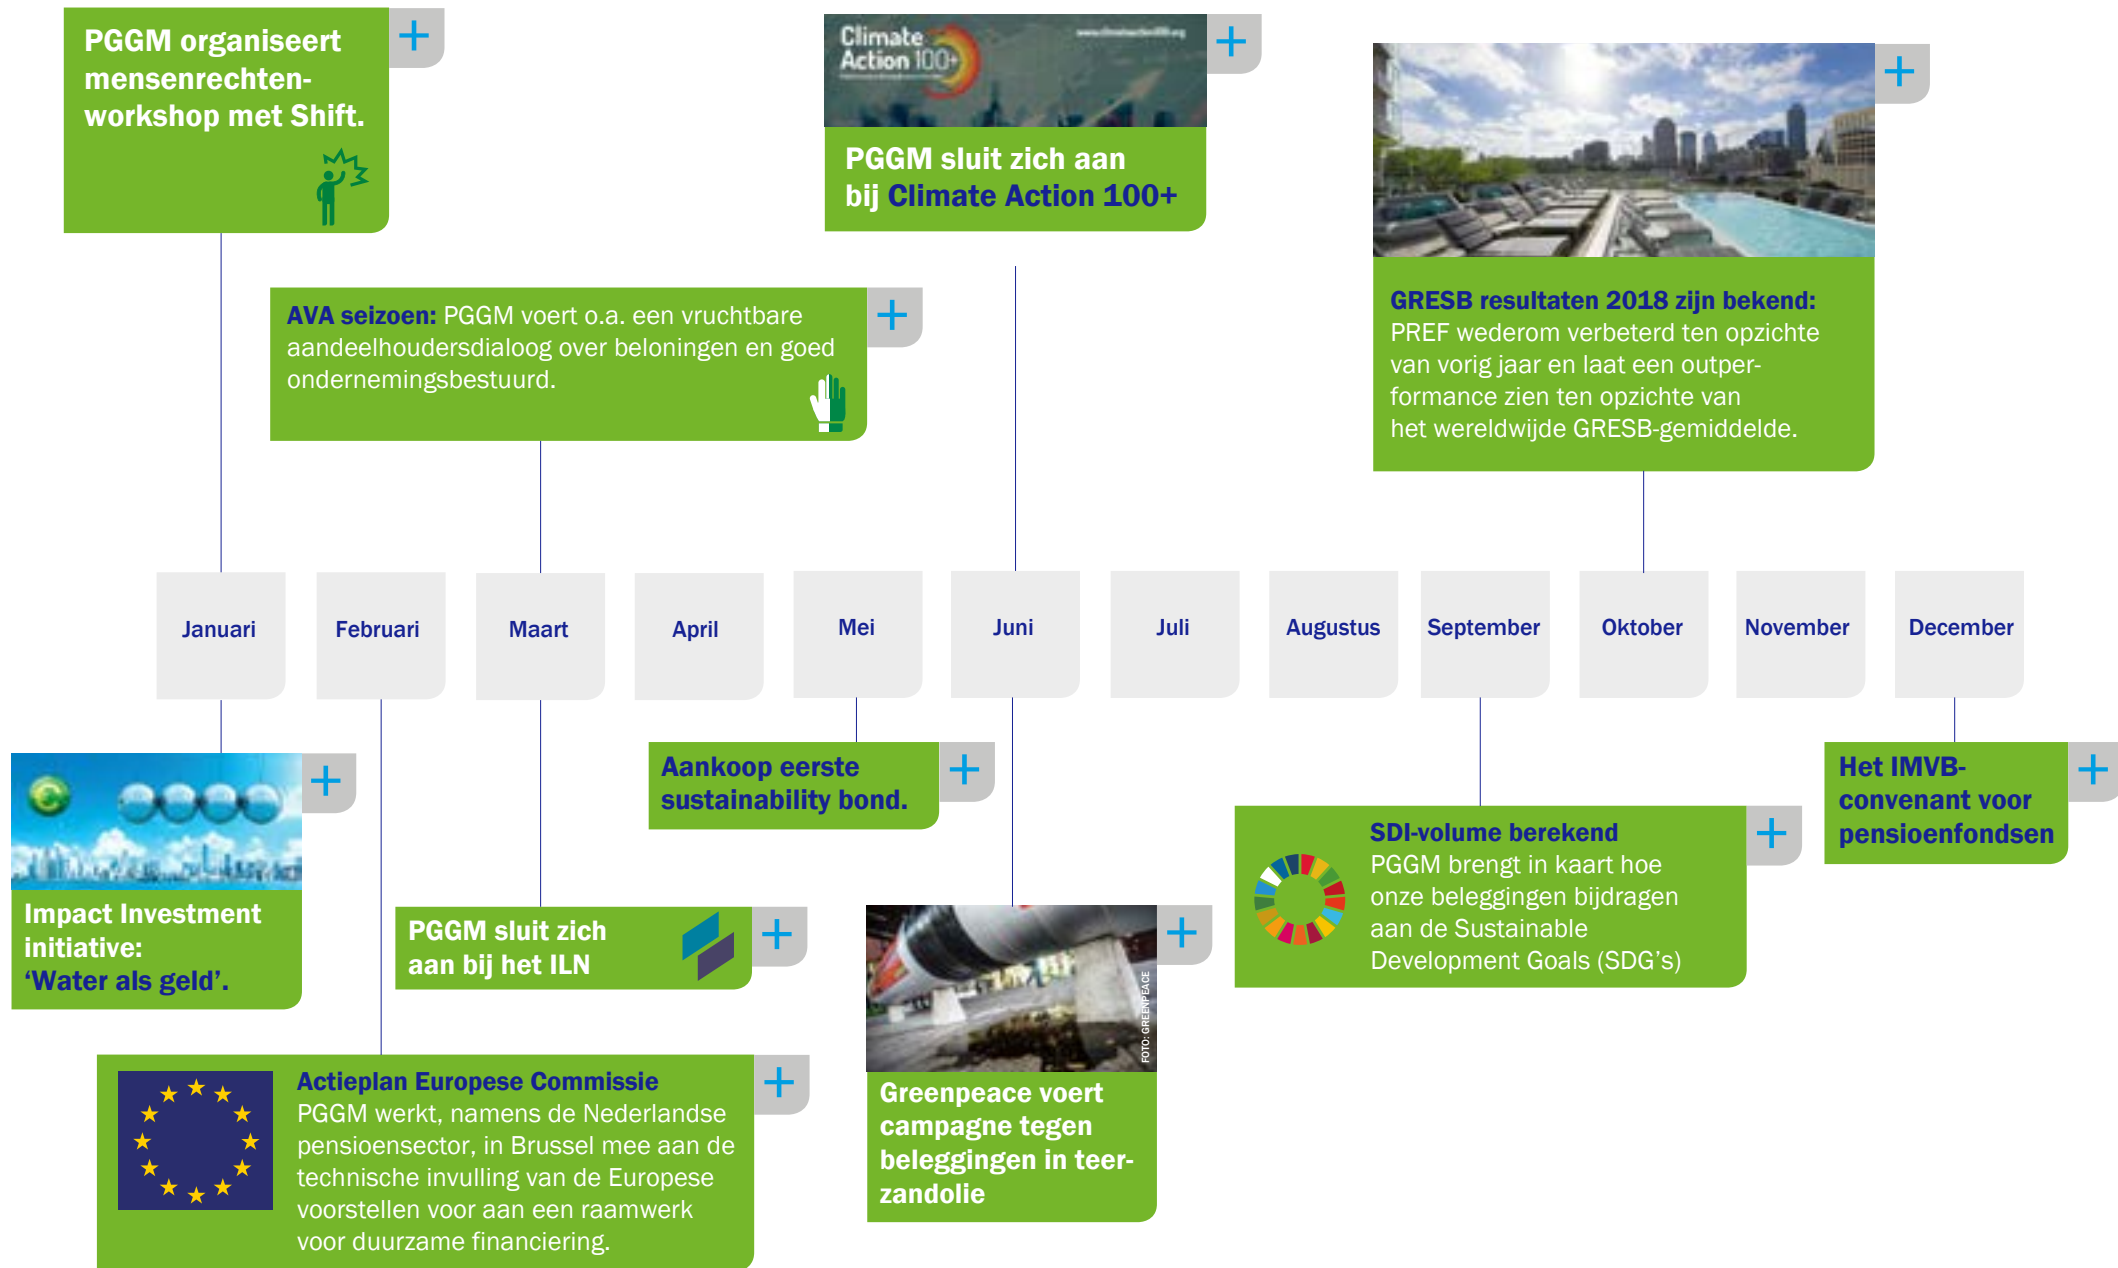 PGGM organiseert
mensenrechten-
workshop met Shift.
Climate
Action 100+
PGGM sluit zich aan
bij Climate Action 100+
AVA seizoen: PGGM voert o.a. een vruchtbare
aandeelhoudersdialoog over beloningen en goed
ondernemingsbestuurd.
GRESB resultaten 2018 zijn bekend:
PREF wederom verbeterd ten opzichte
van vorig jaar en laat een outper-
formance zien ten opzichte van
het wereldwijde GRESB-gemiddelde.
Januari
Februari
Maart
April
Mei
Juni
Juli
Augustus
September
Oktober
November
December
Impact Investment
initiative:
‘Water als geld’.
PGGM sluit zich
aan bij het ILN
Aankoop eerste
sustainability bond.
SDI-volume berekend
PGGM brengt in kaart hoe
onze beleggingen bijdragen
aan de Sustainable
Development Goals (SDG's)
Het IMVB-
convenant voor
pensioenfondsen
Actieplan Europese Commissie
PGGM werkt, namens de Nederlandse
pensioensector, in Brussel mee aan de
technische invulling van de Europese
voorstellen voor aan een raamwerk
voor duurzame financiering.
FOTO: GREENPEACE
Greenpeace voert
campagne tegen
beleggingen in teer-
zandolie